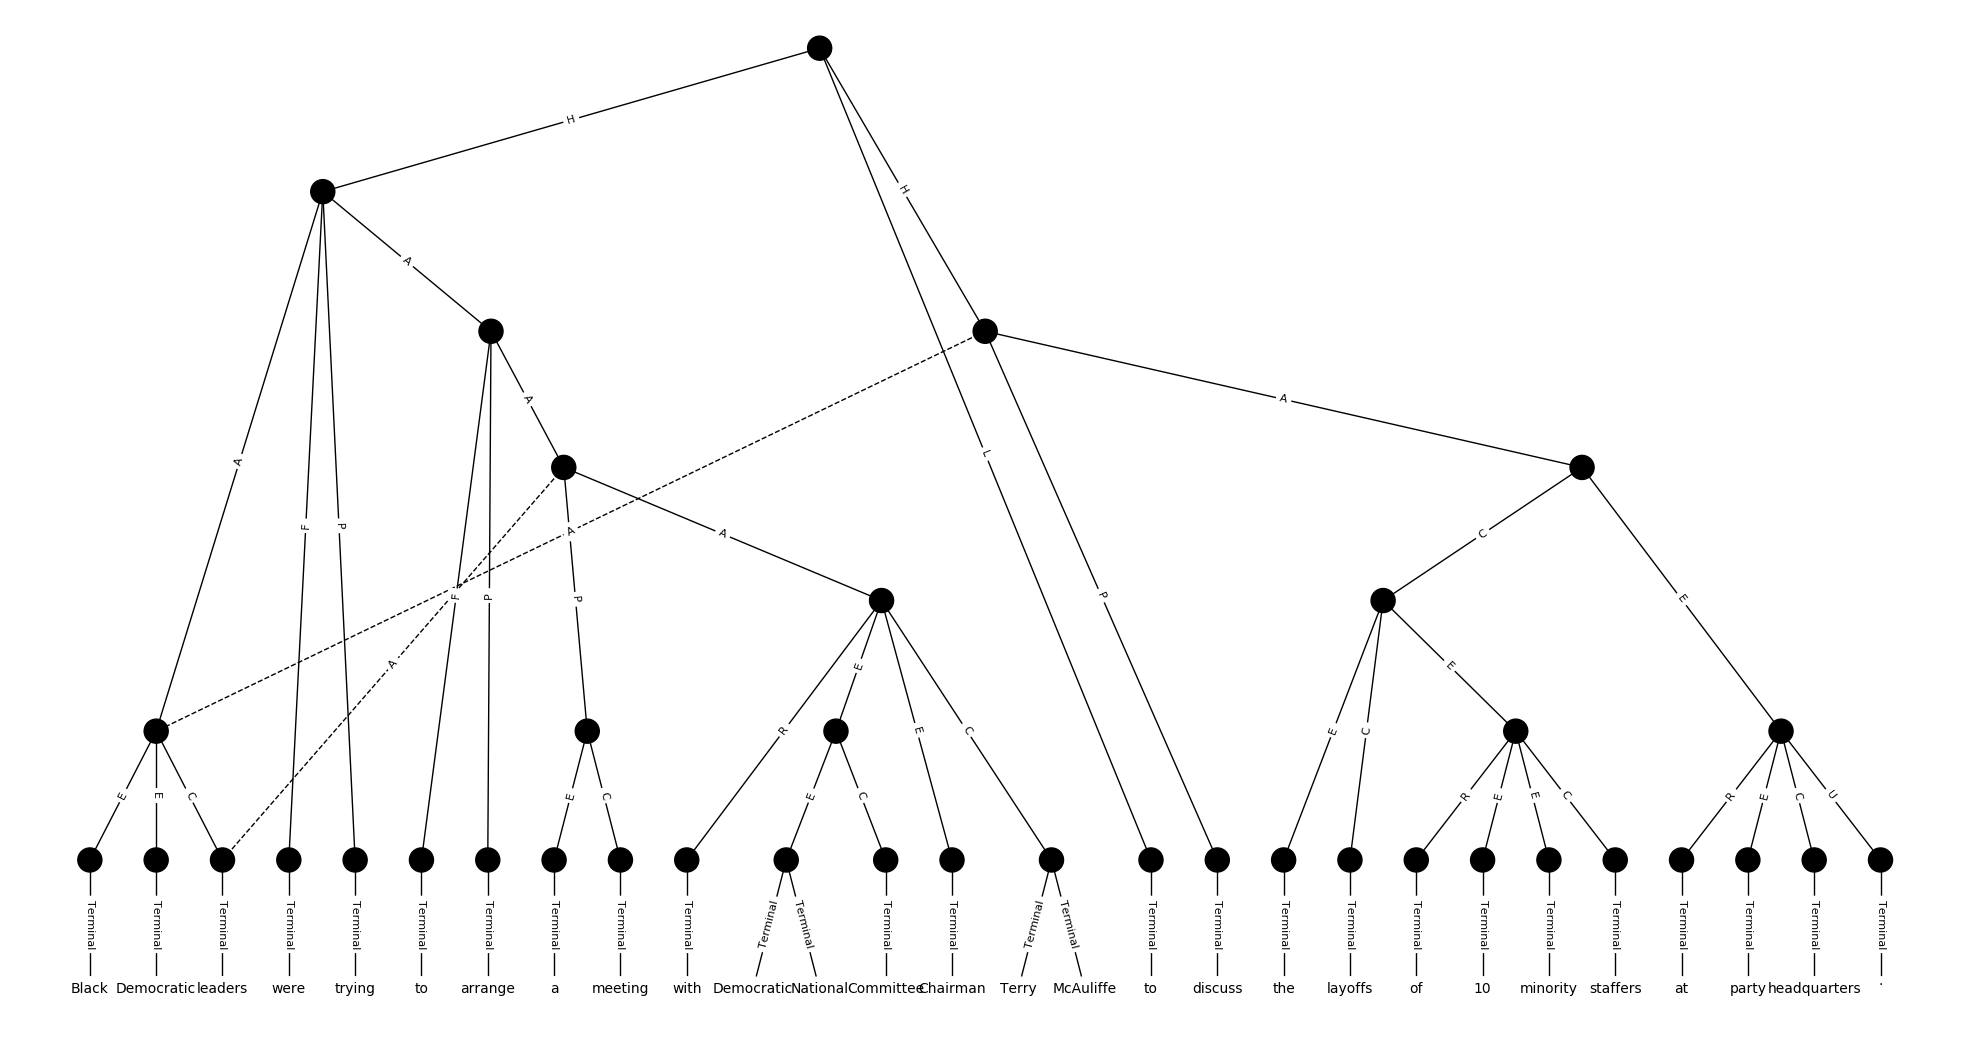 H
H
A
A
A
L
A
F
P
A
A
C
F
P
P
P
E
A
E
E
R
E
E
C
E
E
C
E
C
E
C
E
C
R
E
E
C
R
E
C
U
Terminal Terminal Terminal Terminal Terminal Terminal Terminal Terminal Terminal Terminal Terminal Terminal Terminal Terminal Terminal Terminal Terminal Terminal Terminal Terminal Terminal Terminal Terminal Terminal Terminal Terminal Terminal Terminal
Black Democratic leaders were trying to arrange a meeting with Democratic National Committee Chairman Terry McAuliffe to discuss the layoffs of 10 minority staffers at party headquarters .